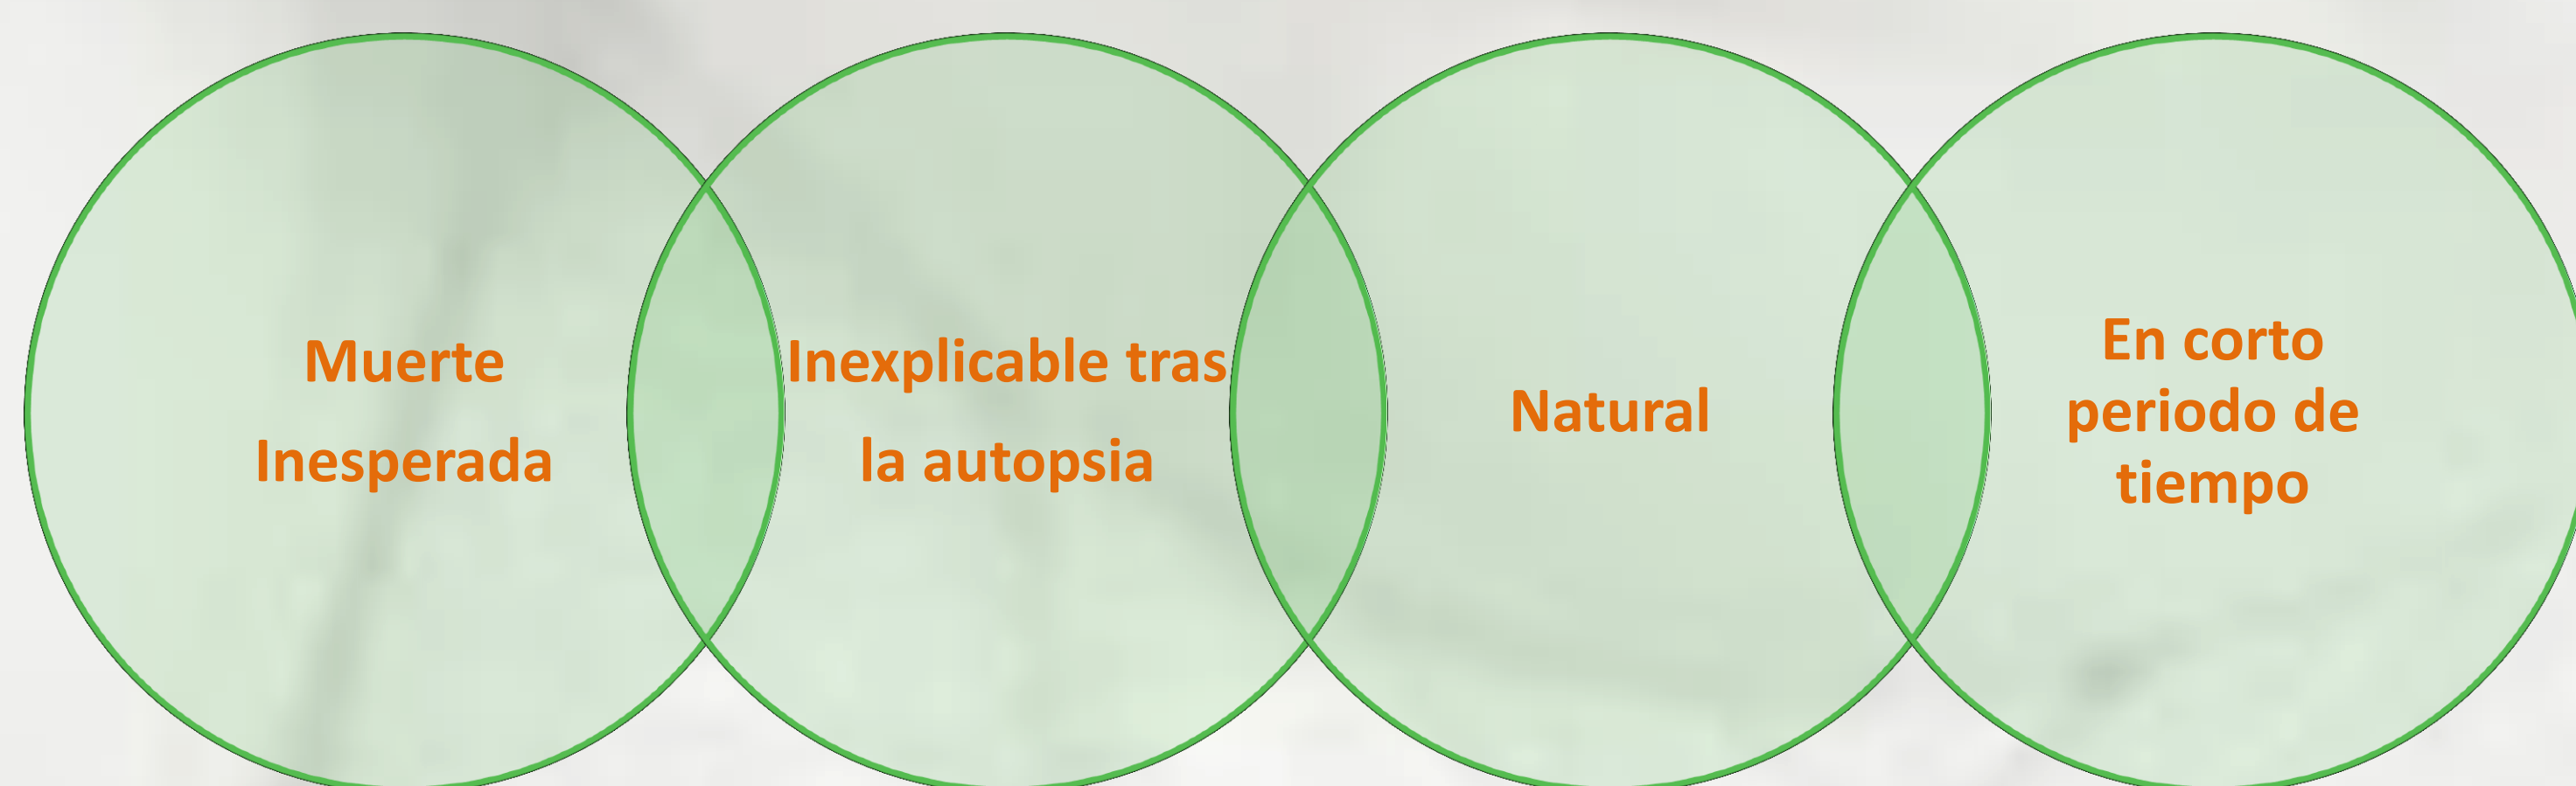 Muerte
Inesperada
Inexplicable tras
la autopsia
Natural
En corto
periodo de
tiempo